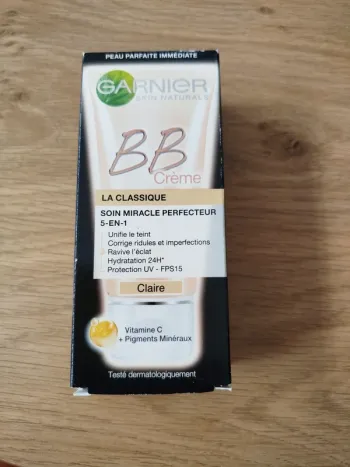 PEAU PARFAITE IMMÉDIATE
GARNIER
SKIN NATURALS
BB
Crème
LA CLASSIQUE
SOIN MIRACLE PERFECTEUR
5-EN-1
Unifie le teint
Corrige ridules et imperfections
Ravive l'éclat
Hydratation 24H*
Protection UV - FPS15
Claire
Vitamine C
+ Pigments Minéraux
Testé dermatologiquement